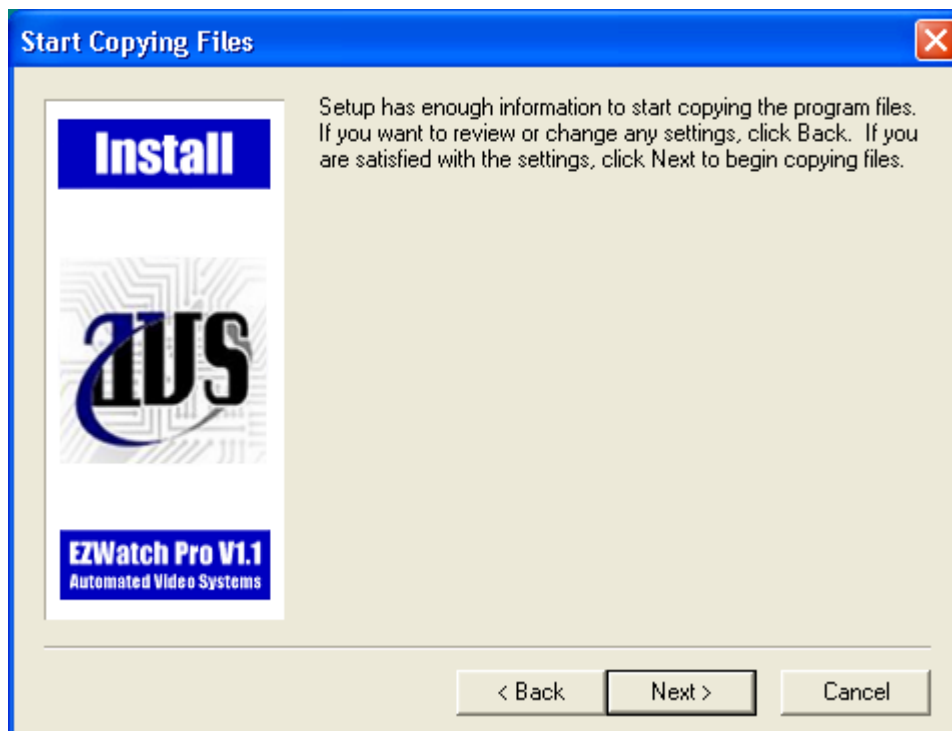 Start Copying Files
Install
AVS
EZWatch Pro V1.1
Automated Video Systems
Setup has enough information to start copying the program files.
If you want to review or change any settings, click Back.  If you
are satisfied with the settings, click Next to begin copying files.
< Back
Next >
Cancel